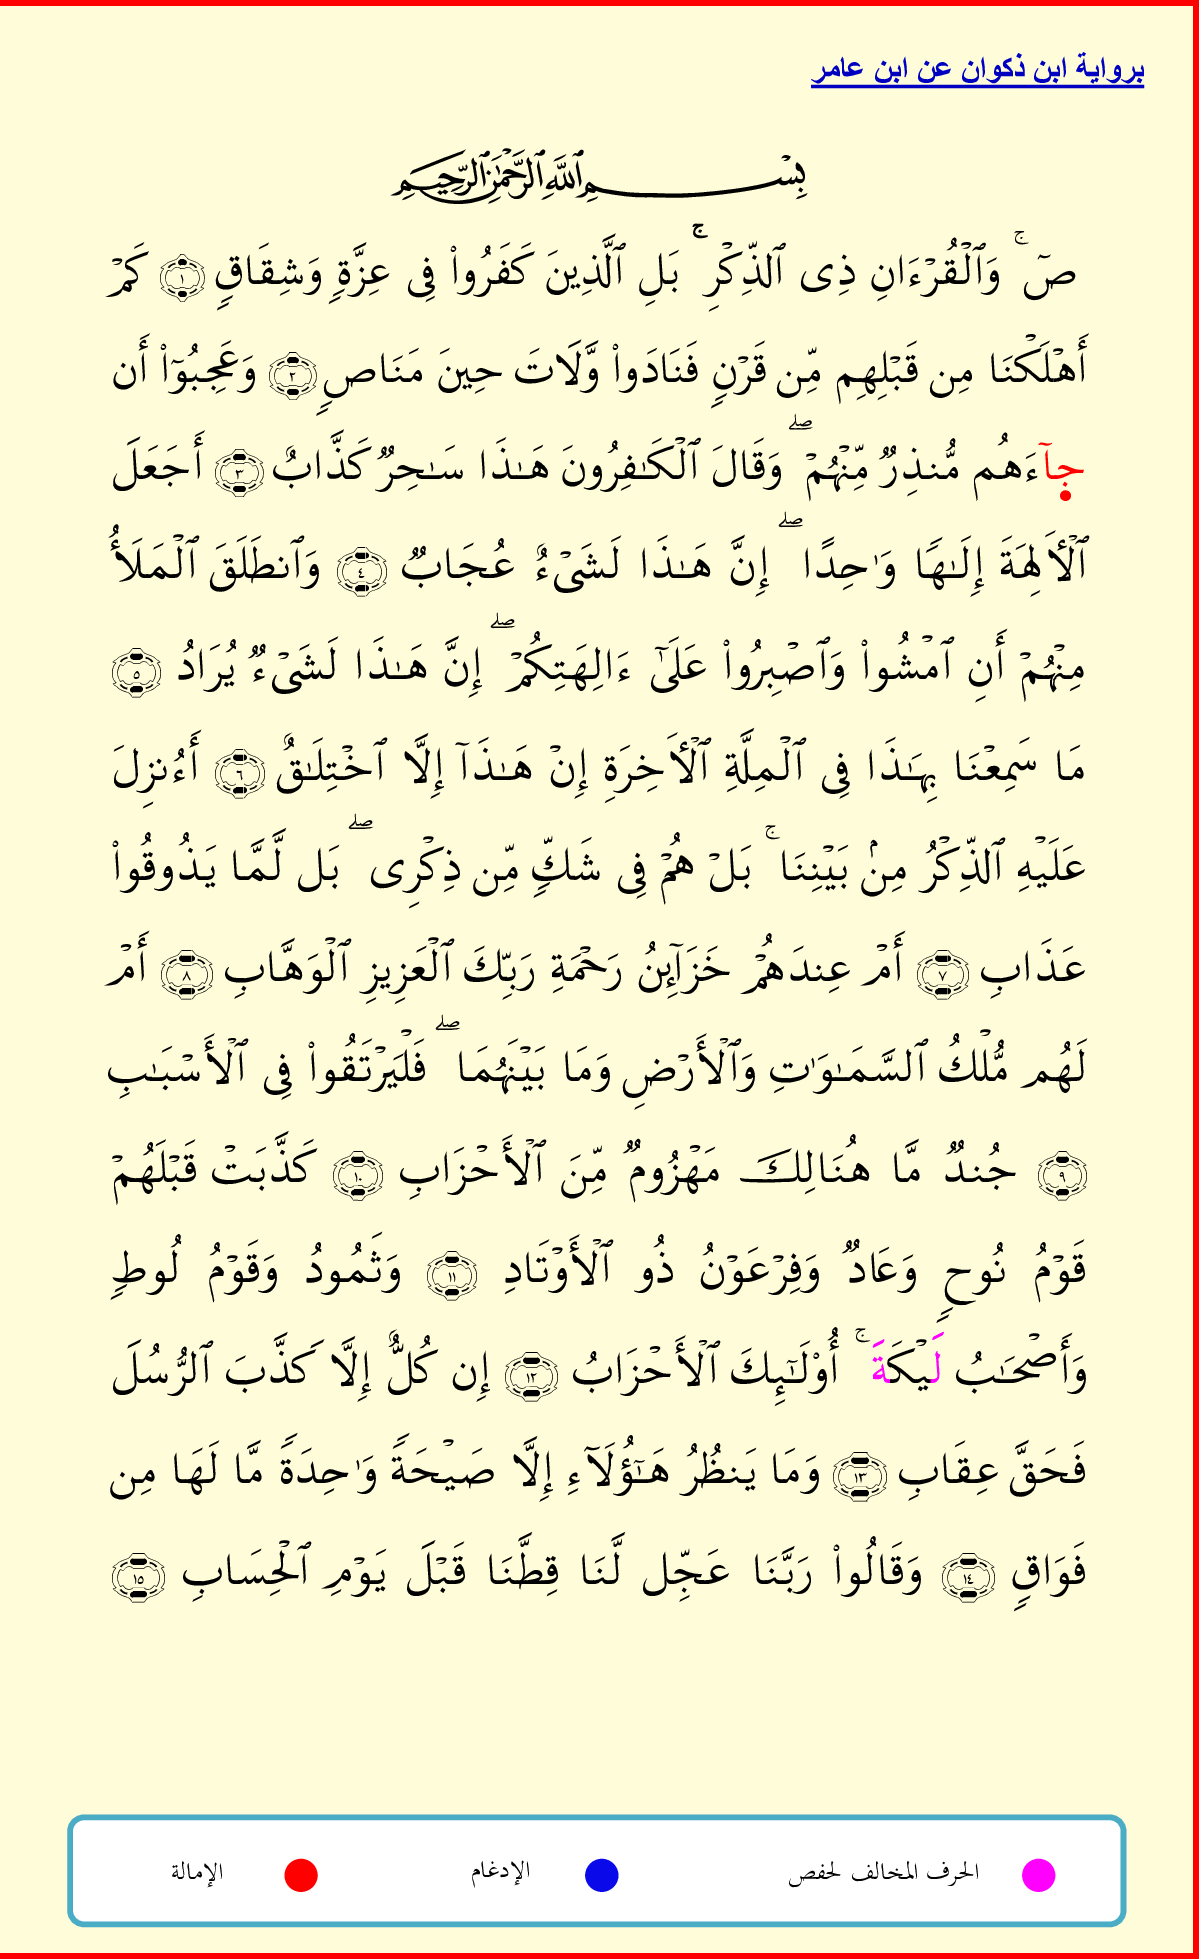 برواية ابن ذكوان عن ابن عامر
بِسْمِ ٱللَّهِ ٱلرَّحْمَٰنِ ٱلرَّحِيمِ
صٓ ۚ وَٱلْقُرْءَانِ ذِى ٱلذِّكْرِ ۚ بَلِ ٱلَّذِينَ كَفَرُوا۟ فِى عِزَّةٍ وَشِقَاقٍ ١ كَمْ
أَهْلَكْنَا مِن قَبْلِهِم مِّن قَرْنٍ فَنَادَوا۟ وَّلَاتَ حِينَ مَنَاصٍ ٢ وَعَجِبُوٓا۟ أَن
جآءَهُم مُّنذِرٌ مِّنْهُمْ ۖ وَقَالَ ٱلْكَٰفِرُونَ هَٰذَا سَٰحِرٌ كَذَّابٌ ٣ أَجَعَلَ
ٱلْأَلِهَةَ إِلَٰهًا وَٰحِدًا ۖ إِنَّ هَٰذَا لَشَىْءٌ عُجَابٌ ٤ وَٱنطَلَقَ ٱلْمَلَأُ
مِنْهُمْ أَنِ ٱمْشُوا۟ وَٱصْبِرُوا۟ عَلَىٰٓ ءَالِهَتِكُمْ ۖ إِنَّ هَٰذَا لَشَىْءٌ يُرَادُ ٥
مَا سَمِعْنَا بِهَٰذَا فِى ٱلْمِلَّةِ ٱلْأَخِرَةِ إِنْ هَٰذَآ إِلَّا ٱخْتِلَٰقٌ ٦ أَءُنزِلَ
عَلَيْهِ ٱلذِّكْرُ مِنۢ بَيْنِنَا ۚ بَلْ هُمْ فِى شَكٍّ مِّن ذِكْرِى ۖ بَل لَّمَّا يَذُوقُوا۟
عَذَابِ ٧ أَمْ عِندَهُمْ خَزَآئِنُ رَحْمَةِ رَبِّكَ ٱلْعَزِيزِ ٱلْوَهَّابِ ٨ أَمْ
لَهُم مُّلْكُ ٱلسَّمَٰوَٰتِ وَٱلْأَرْضِ وَمَا بَيْنَهُمَا ۖ فَلْيَرْتَقُوا۟ فِى ٱلْأَسْبَٰبِ
٩ جُندٌ مَّا هُنَالِكَ مَهْزُومٌ مِّنَ ٱلْأَحْزَابِ ١٠ كَذَّبَتْ قَبْلَهُمْ
قَوْمُ نُوحٍ وَعَادٌ وَفِرْعَوْنُ ذُو ٱلْأَوْتَادِ ١١ وَثَمُودُ وَقَوْمُ لُوطٍ
وَأَصْحَٰبُ لَيْكَةَ ۚ أُو۟لَٰٓئِكَ ٱلْأَحْزَابُ ١٢ إِن كُلٌّ إِلَّا كَذَّبَ ٱلرُّسُلَ
فَحَقَّ عِقَابِ ١٣ وَمَا يَنظُرُ هَٰٓؤُلَآءِ إِلَّا صَيْحَةً وَٰحِدَةً مَّا لَهَا مِن
فَوَاقٍ ١٤ وَقَالُوا۟ رَبَّنَا عَجِّل لَّنَا قِطَّنَا قَبْلَ يَوْمِ ٱلْحِسَابِ ١٥
الحرف المخالف لحفص الإدغام الإمالة